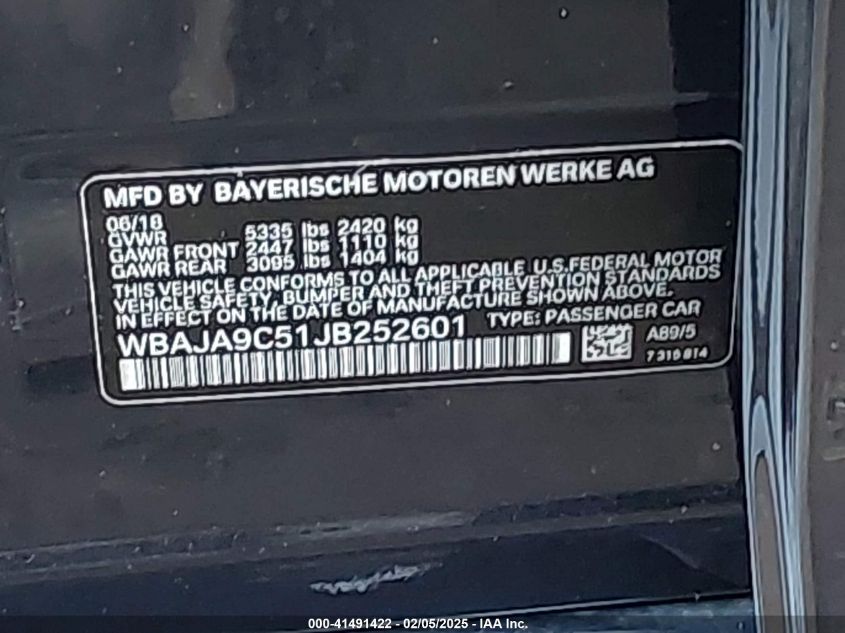 MFD BY BAYERISCHE MOTOREN WERKE AG
06/18
GVWR 5335 lbs 2420 kg
GAWR FRONT 2447 lbs 1110 kg
GAWR REAR 3095 lbs 1404 kg
THIS VEHICLE CONFORMS TO ALL APPLICABLE U.S.FEDERAL MOTOR
VEHICLE SAFETY, BUMPER AND THEFT PREVENTION STANDARDS
IN EFFECT ON THE DATE OF MANUFACTURE SHOWN ABOVE.
WBAJA9C51JB252601 TYPE: PASSENGER CAR
A89/5
000-41491422 - 02/05/2025 - IAA Inc.